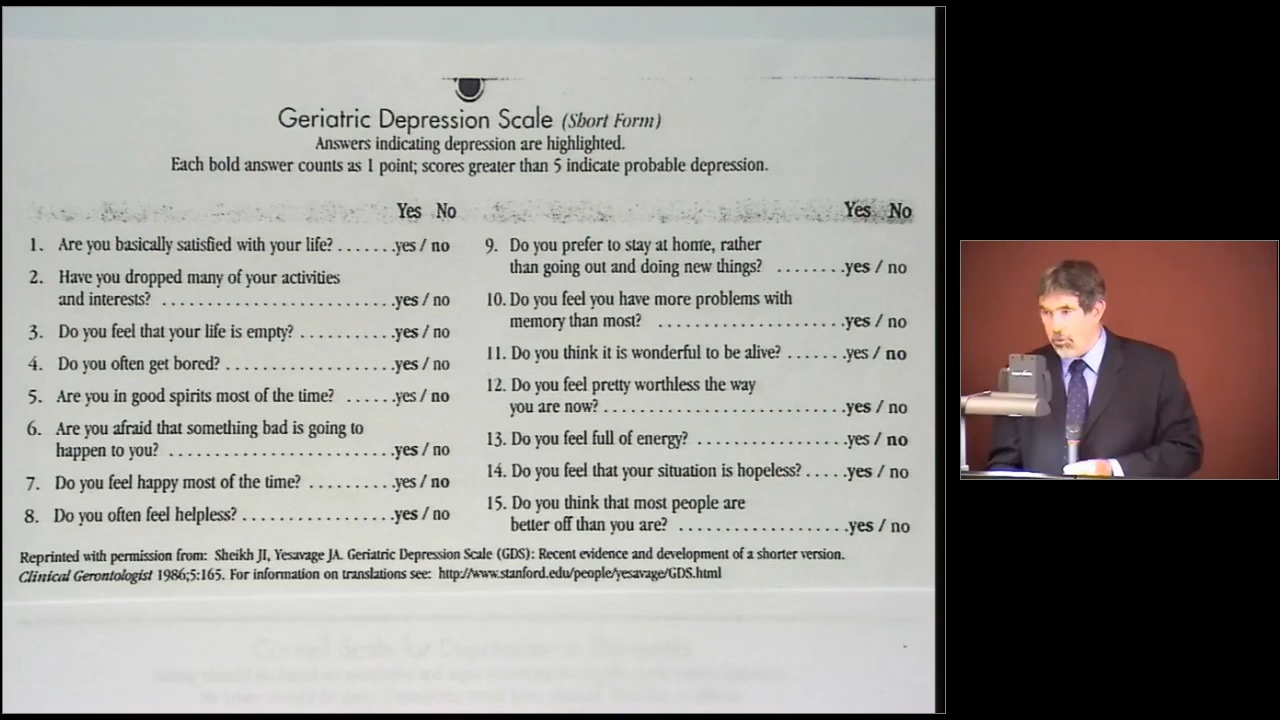 Geriatric Depression Scale (Short Form)
Answers indicating depression are highlighted.
Each bold answer counts as 1 point; scores greater than 5 indicate probable depression.
Yes No
1. Are you basically satisfied with your life? .......yes / no
2. Have you dropped many of your activities
and interests? ............................yes / no
3. Do you feel that your life is empty? ............yes / no
4. Do you often get bored? .....................yes / no
5. Are you in good spirits most of the time? ......yes / no
6. Are you afraid that something bad is going to
happen to you? ...........................yes / no
7. Do you feel happy most of the time? ..........yes / no
8. Do you often feel helpless? ..................yes / no
Yes No
9. Do you prefer to stay at home, rather
than going out and doing new things? ........yes / no
10. Do you feel you have more problems with
memory than most? ......................yes / no
11. Do you think it is wonderful to be alive? .......yes / no
12. Do you feel pretty worthless the way
you are now? .............................yes / no
13. Do you feel full of energy? ..................yes / no
14. Do you feel that your situation is hopeless? .....yes / no
15. Do you think that most people are
better off than you are? ....................yes / no
Reprinted with permission from: Sheikh JI, Yesavage JA. Geriatric Depression Scale (GDS): Recent evidence and development of a shorter version.
Clinical Gerontologist 1986;5:165. For information on translations see: http://www.stanford.edu/people/yesavage/GDS.html